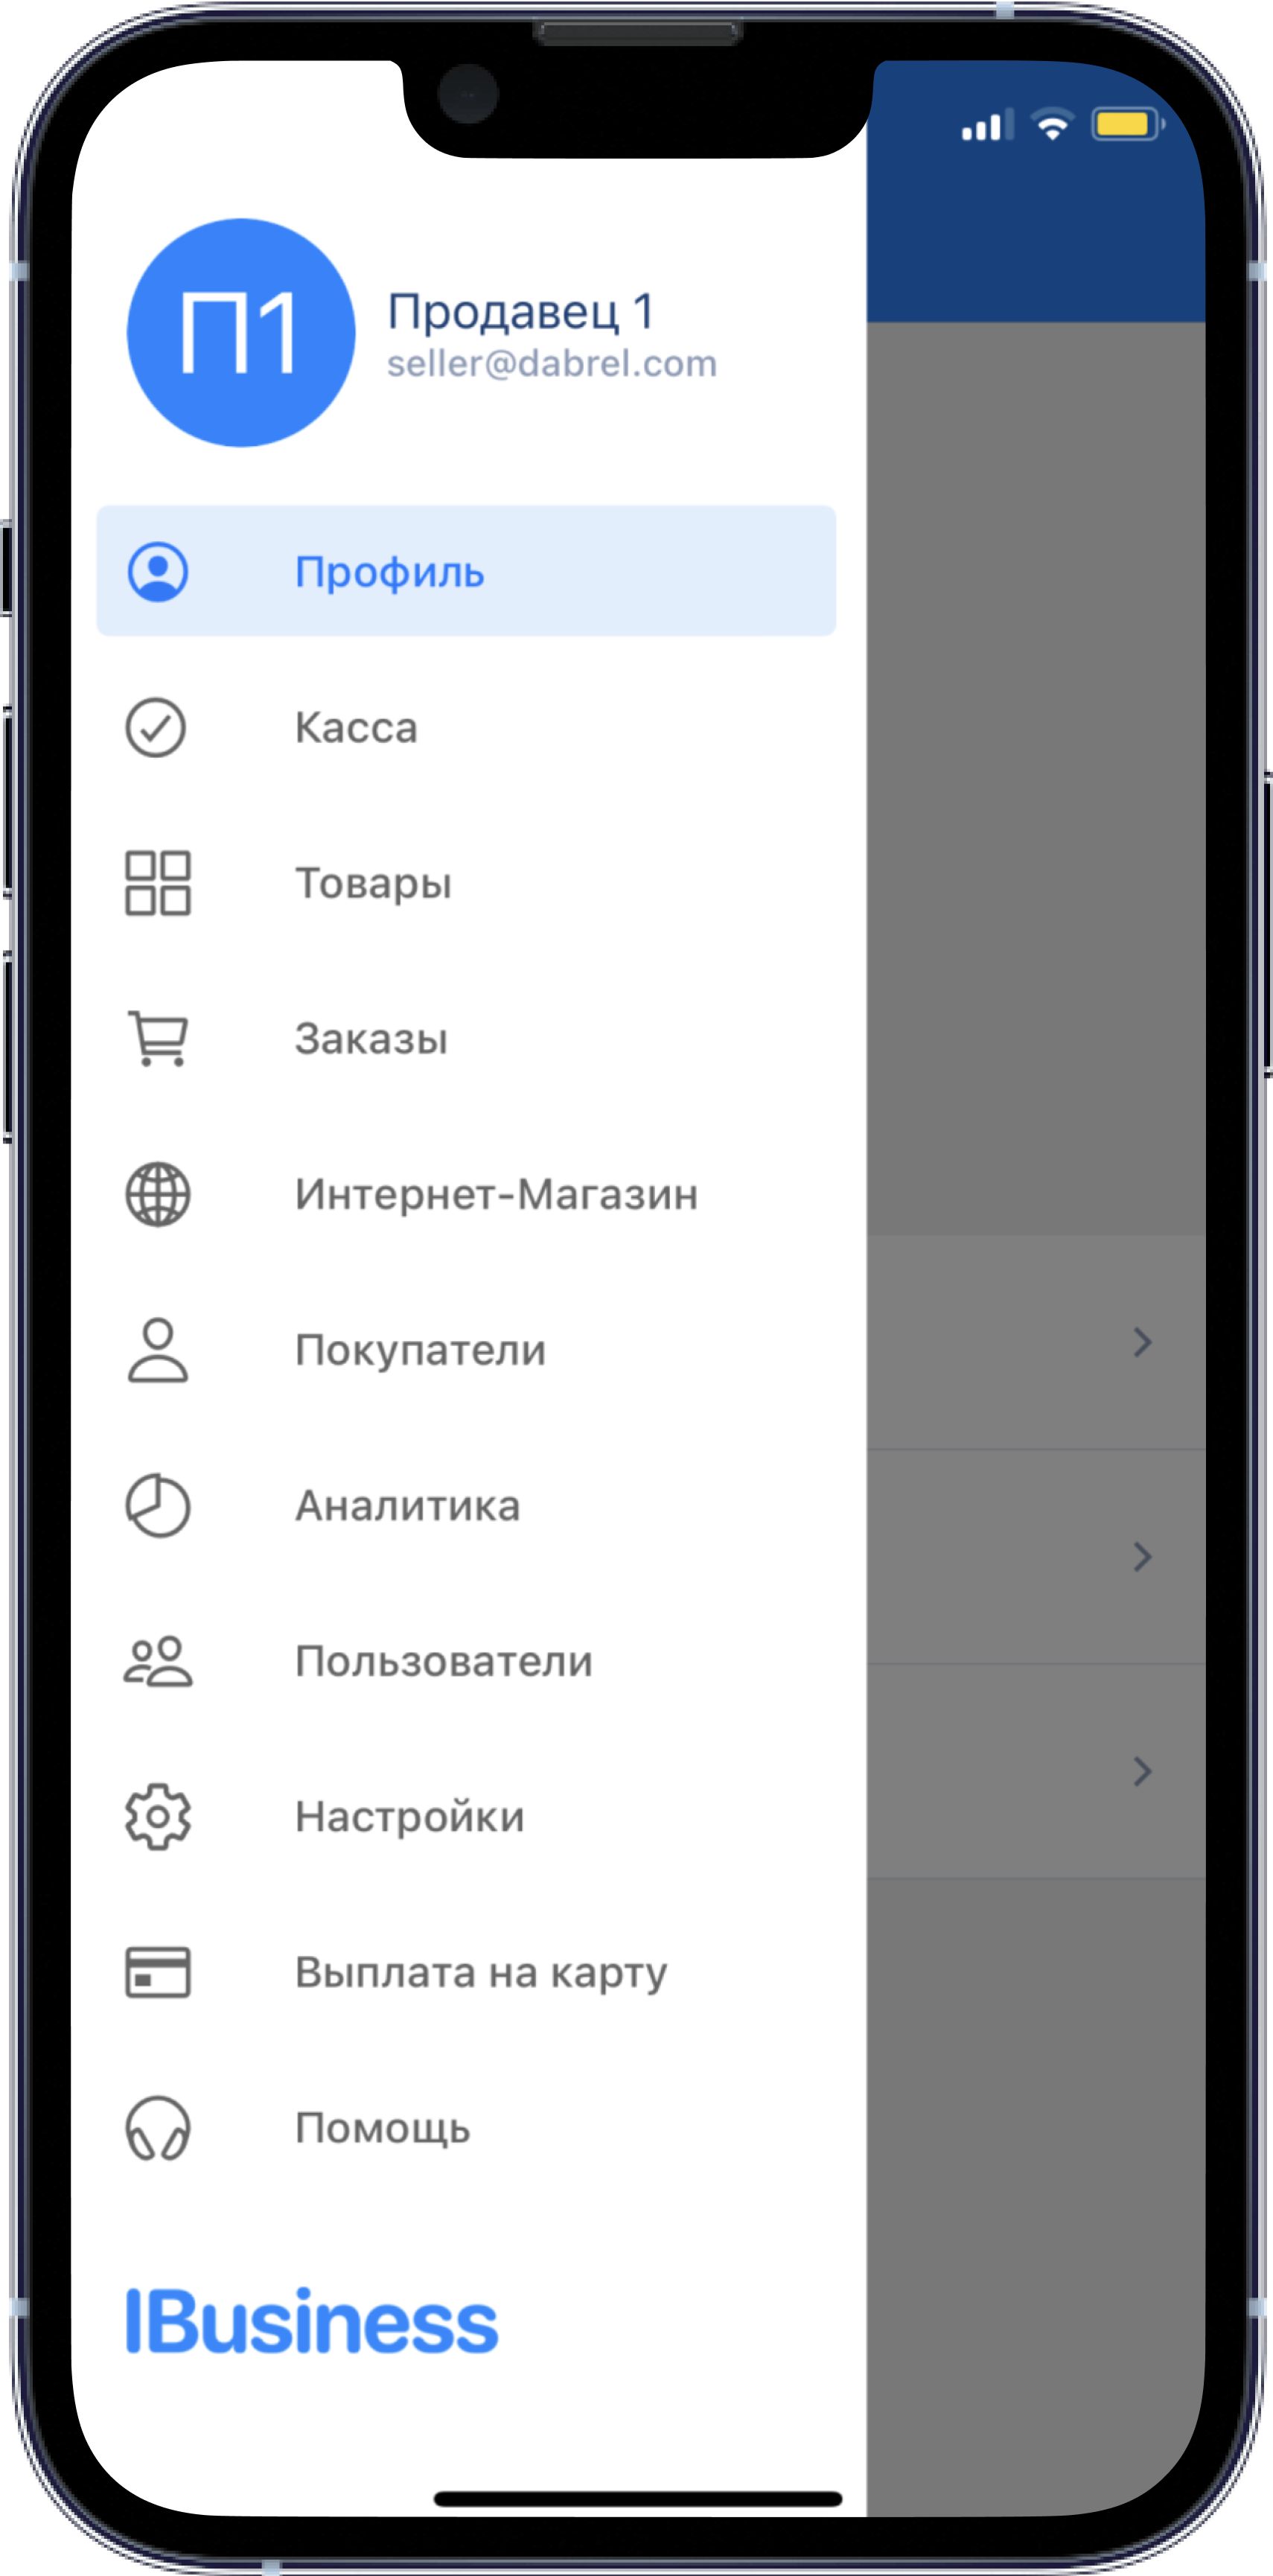 П1
Продавец 1
seller@dabrel.com
Профиль
Касса
Товары
Заказы
Интернет-Магазин
Покупатели
Аналитика
Пользователи
Настройки
Выплата на карту
Помощь
IBusiness